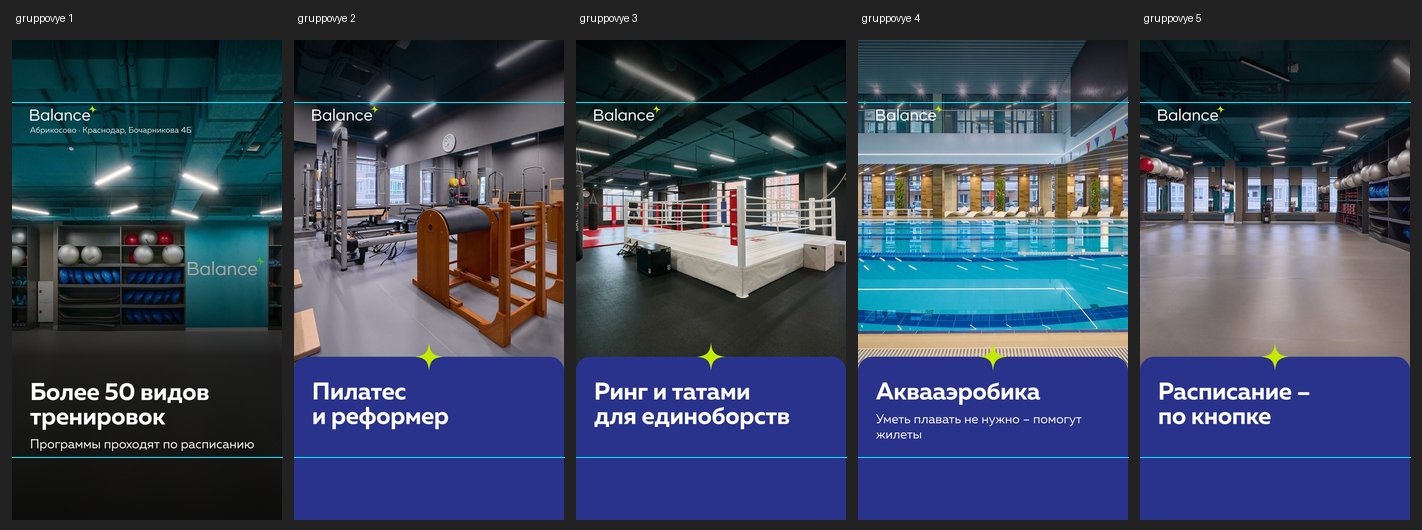 gruppovye 1
Balance
Абрикосово · Краснодар, Бочарникова 4Б
Balance
Более 50 видов
тренировок
Программы проходят по расписанию
gruppovye 2
Balance
Пилатес
и реформер
gruppovye 3
Balance
Ринг и татами
для единоборств
gruppovye 4
Balance
Аквааэробика
Уметь плавать не нужно – помогут
жилеты
gruppovye 5
Balance
Расписание –
по кнопке